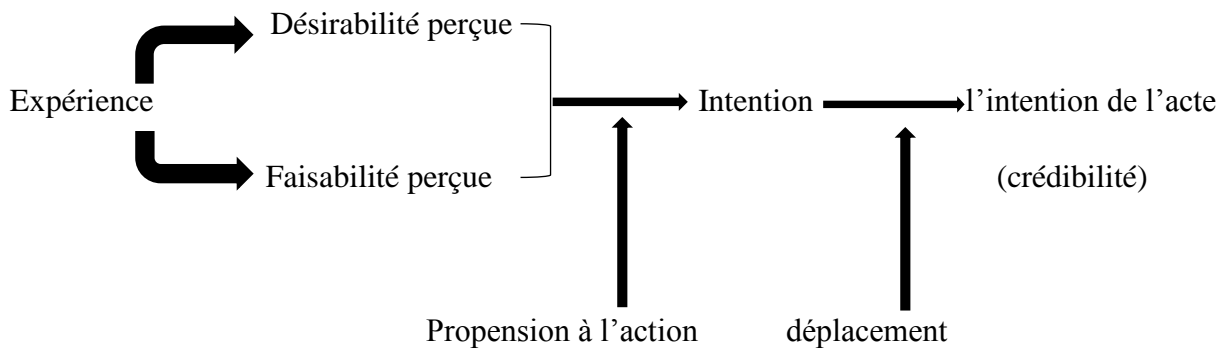 Désirabilité perçue
Expérience
Intention
l’intention de l’acte
Faisabilité perçue
(crédibilité)
Propension à l’action
déplacement